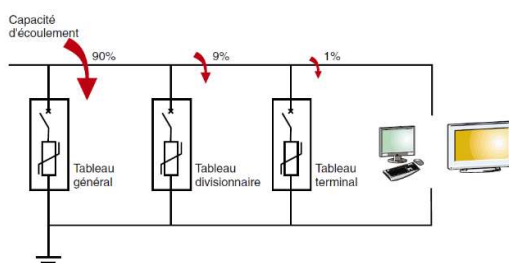 Capacité
d'écoulement
90%
9%
1%
Tableau
général
Tableau
divisionnaire
Tableau
terminal